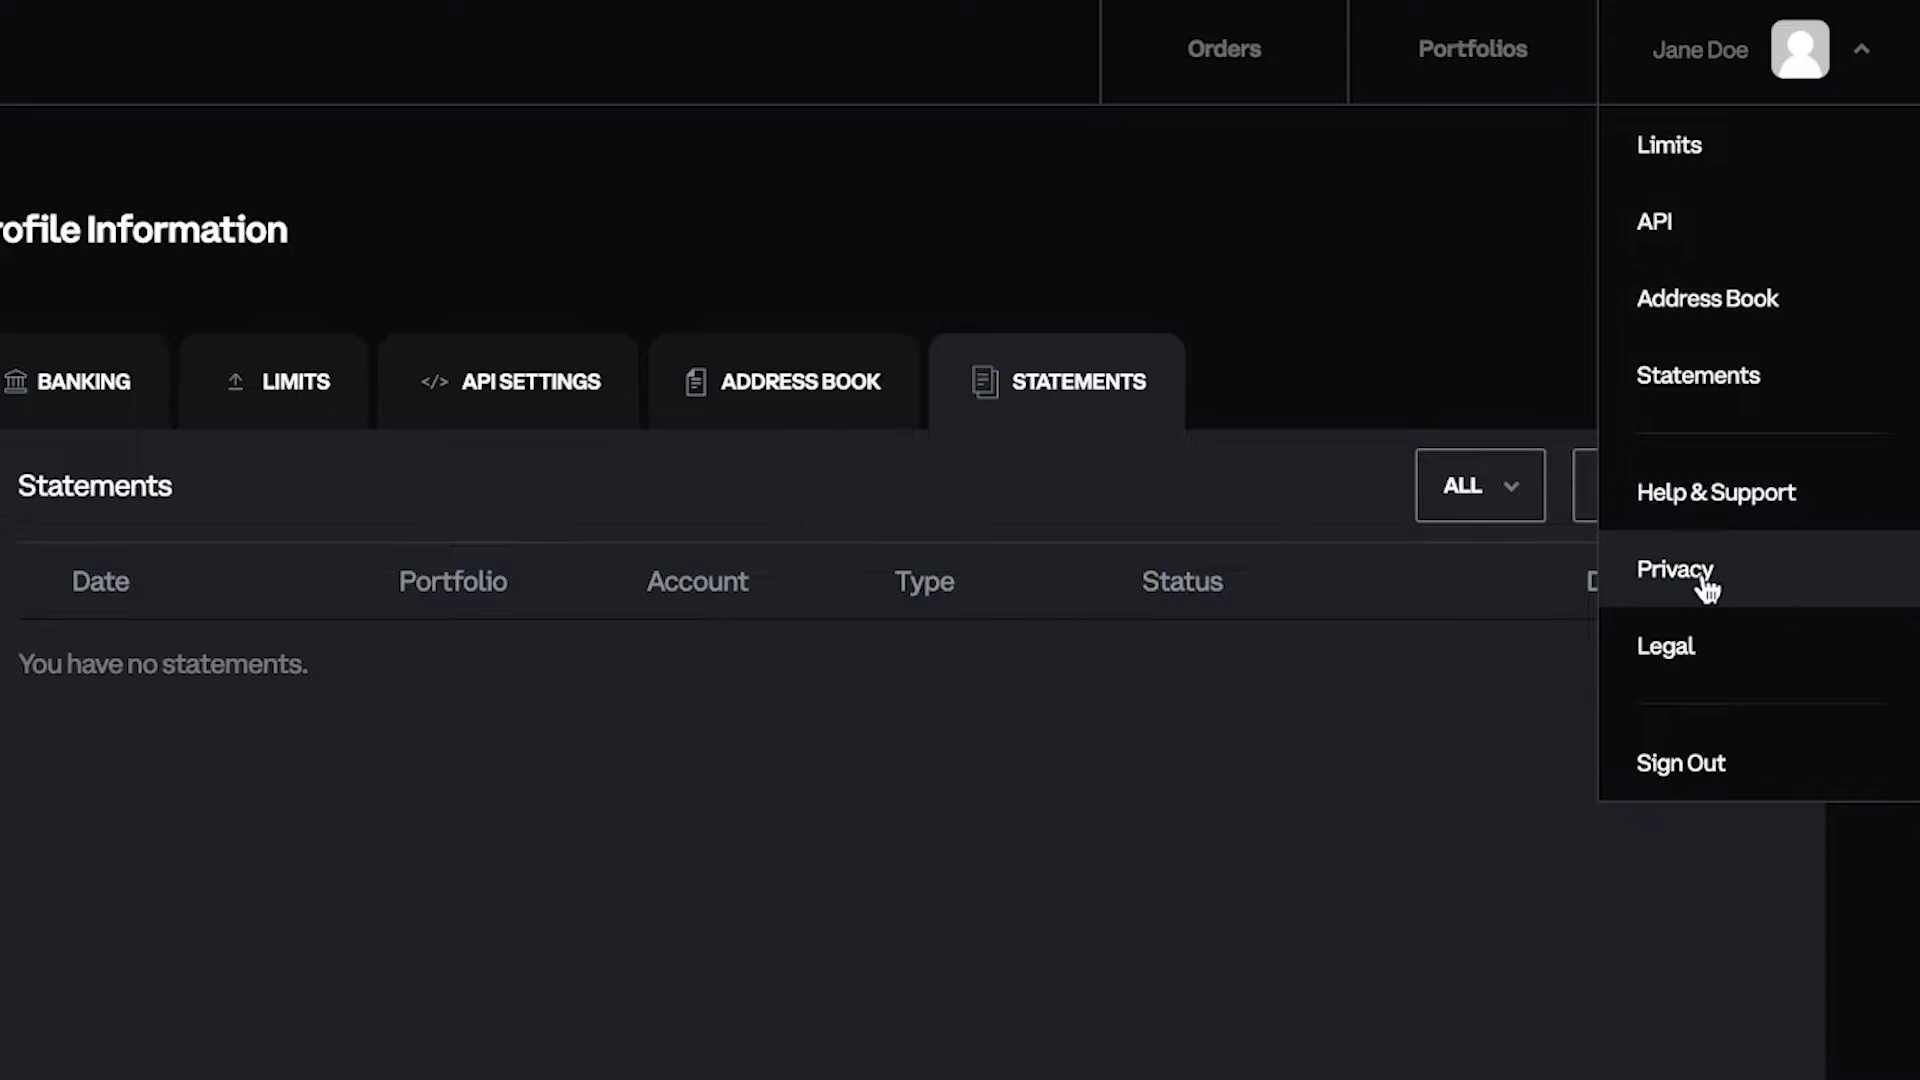 Orders
Portfolios
Jane Doe
Limits
API
Address Book
Statements
Help & Support
Privacy
Legal
Sign Out
rofile Information
BANKING
LIMITS
</> API SETTINGS
ADDRESS BOOK
STATEMENTS
Statements
ALL
Date Portfolio Account Type Status
You have no statements.